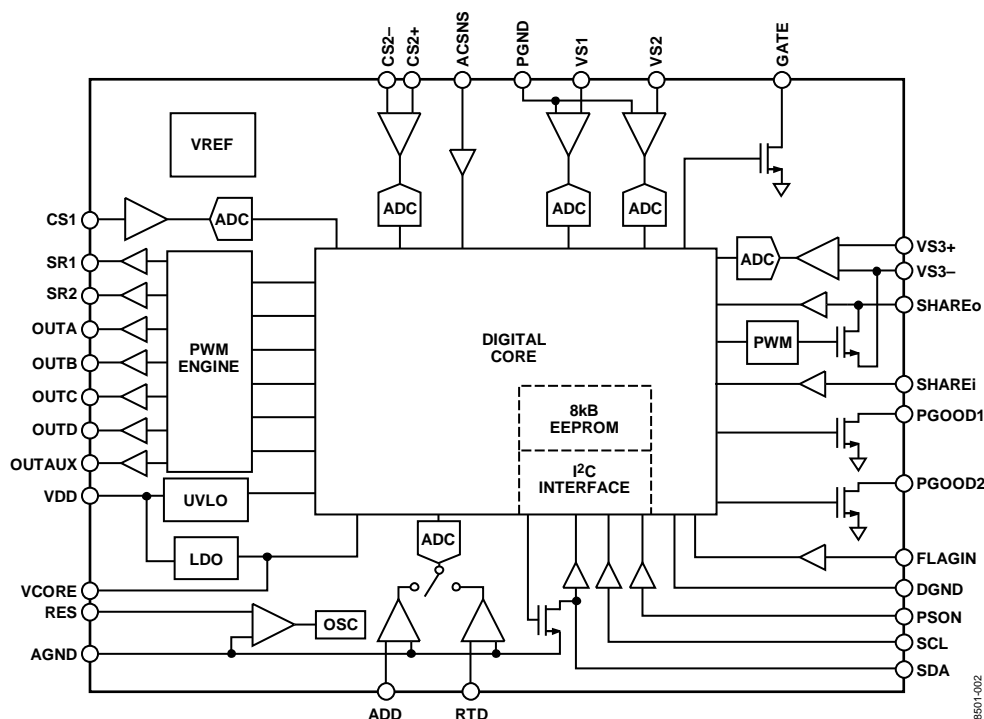 CS2–
CS2+
ACSNS
PGND
VS1
VS2
GATE
VREF
ADC
ADC
ADC
CS1
ADC
VS3+
ADC
VS3–
SR1
SR2
SHAREo
OUTA
DIGITAL
CORE
PWM
ENGINE
PWM
OUTB
OUTC
SHAREi
OUTD
8kB
EEPROM
PGOOD1
OUTAUX
I2C
INTERFACE
VDD
UVLO
PGOOD2
ADC
LDO
FLAGIN
VCORE
DGND
RES
OSC
PSON
AGND
SCL
SDA
ADD
RTD
8501-002